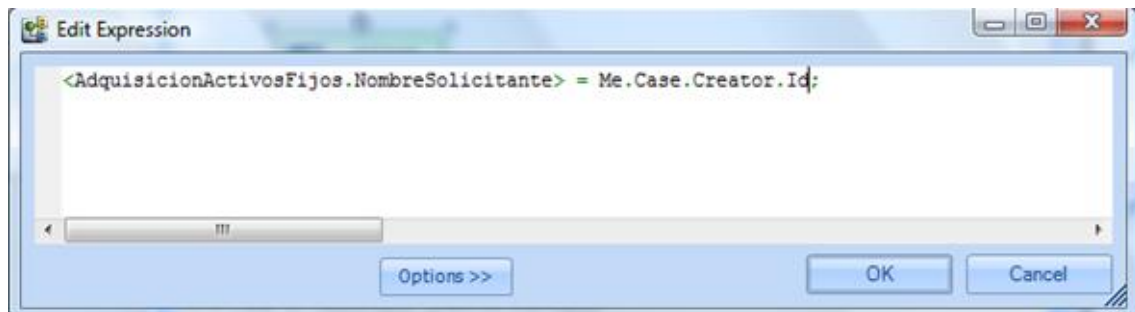 Edit Expression
<AdquisicionActivosFijos.NombreSolicitante> = Me.Case.Creator.Id;
Options >>
OK
Cancel